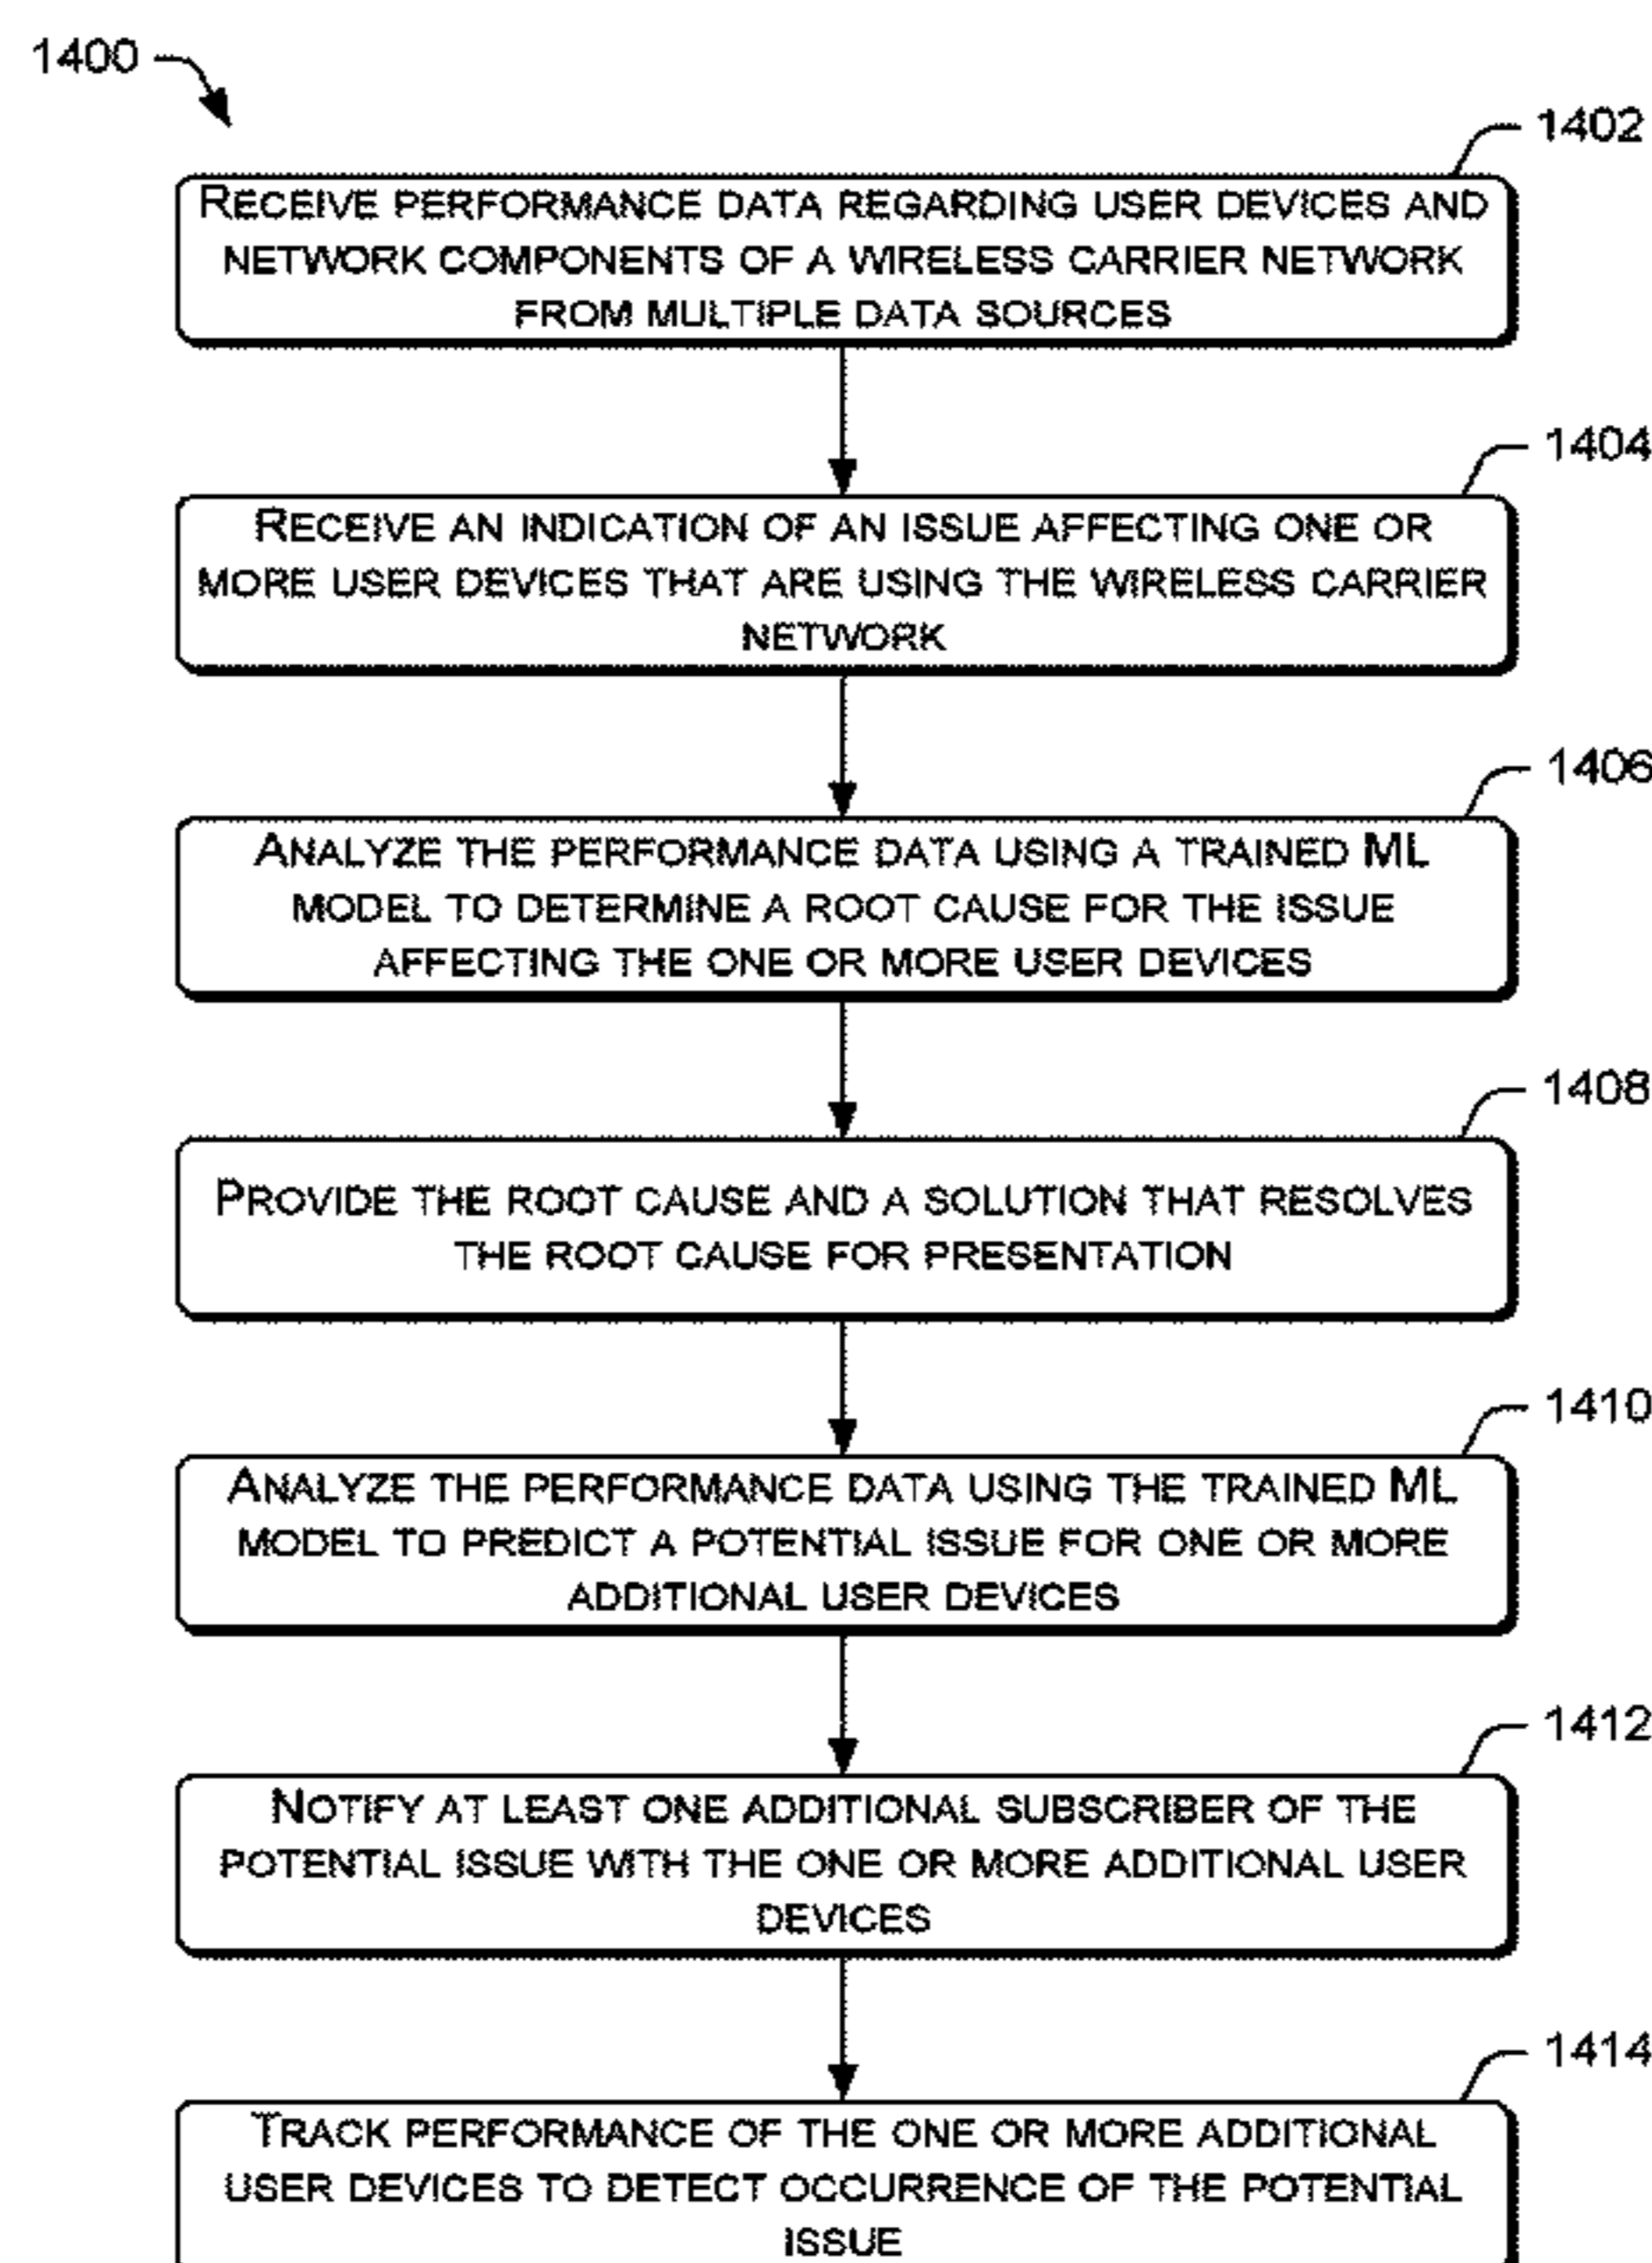 1400
1402
RECEIVE PERFORMANCE DATA REGARDING USER DEVICES AND
NETWORK COMPONENTS OF A WIRELESS CARRIER NETWORK
FROM MULTIPLE DATA SOURCES
1404
RECEIVE AN INDICATION OF AN ISSUE AFFECTING ONE OR
MORE USER DEVICES THAT ARE USING THE WIRELESS CARRIER
NETWORK
1406
ANALYZE THE PERFORMANCE DATA USING A TRAINED ML
MODEL TO DETERMINE A ROOT CAUSE FOR THE ISSUE
AFFECTING THE ONE OR MORE USER DEVICES
1408
PROVIDE THE ROOT CAUSE AND A SOLUTION THAT RESOLVES
THE ROOT CAUSE FOR PRESENTATION
1410
ANALYZE THE PERFORMANCE DATA USING THE TRAINED ML
MODEL TO PREDICT A POTENTIAL ISSUE FOR ONE OR MORE
ADDITIONAL USER DEVICES
1412
NOTIFY AT LEAST ONE ADDITIONAL SUBSCRIBER OF THE
POTENTIAL ISSUE WITH THE ONE OR MORE ADDITIONAL USER
DEVICES
1414
TRACK PERFORMANCE OF THE ONE OR MORE ADDITIONAL
USER DEVICES TO DETECT OCCURRENCE OF THE POTENTIAL
ISSUE